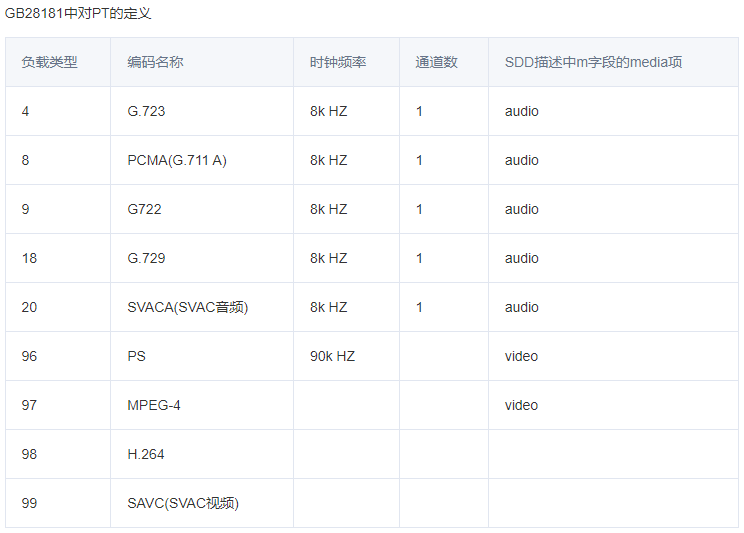 GB28181中对PT的定义
负载类型 编码名称 时钟频率 通道数 SDD描述中m字段的media项
4 G.723 8k HZ 1 audio
8 PCMA(G.711 A) 8k HZ 1 audio
9 G722 8k HZ 1 audio
18 G.729 8k HZ 1 audio
20 SVACA(SVAC音频) 8k HZ 1 audio
96 PS 90k HZ video
97 MPEG-4 video
98 H.264
99 SAVC(SVAC视频)